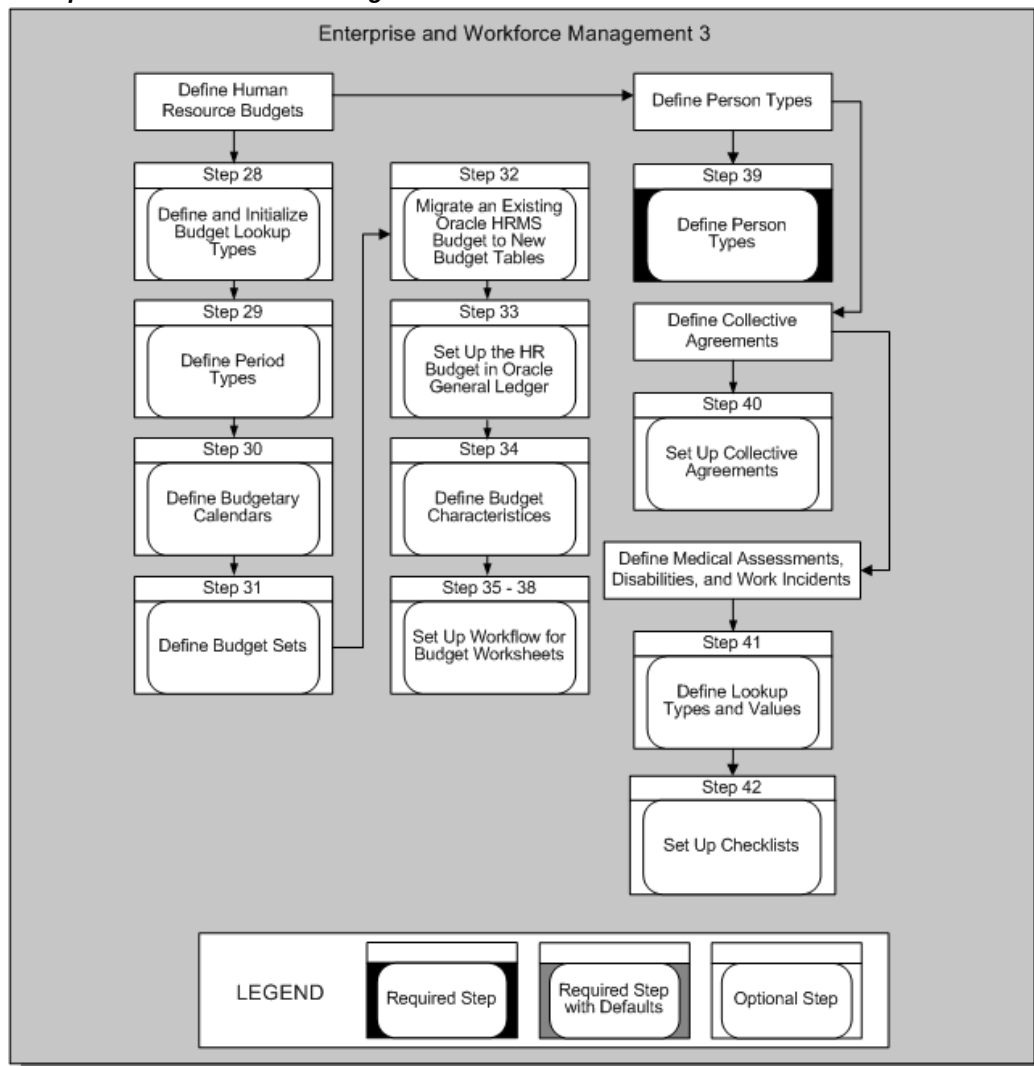 Enterprise and Workforce Management 3
Define Human
Resource Budgets
Step 28
Define and Initialize
Budget Lookup
Types
Step 29
Define Period
Types
Step 30
Define Budgetary
Calendars
Step 31
Define Budget Sets
Step 32
Migrate an Existing
Oracle HRMS
Budget to New
Budget Tables
Step 33
Set Up the HR
Budget in Oracle
General Ledger
Step 34
Define Budget
Characteristices
Step 35 - 38
Set Up Workflow for
Budget Worksheets
Define Person Types
Step 39
Define Person
Types
Define Collective
Agreements
Step 40
Set Up Collective
Agreements
Define Medical Assessments,
Disabilities, and Work Incidents
Step 41
Define Lookup
Types and Values
Step 42
Set Up Checklists
LEGEND
Required Step
Required Step
with Defaults
Optional Step